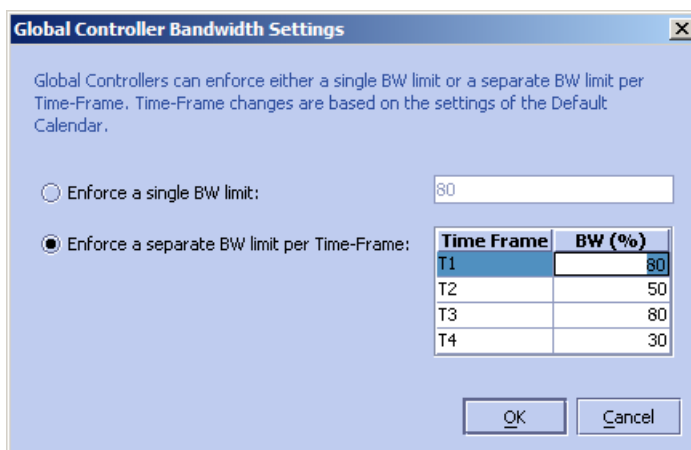 Global Controller Bandwidth Settings
Global Controllers can enforce either a single BW limit or a separate BW limit per
Time-Frame. Time-Frame changes are based on the settings of the Default
Calendar.
Enforce a single BW limit: 80
Enforce a separate BW limit per Time-Frame:
Time Frame BW (%)
T1 80
T2 50
T3 80
T4 30
OK Cancel